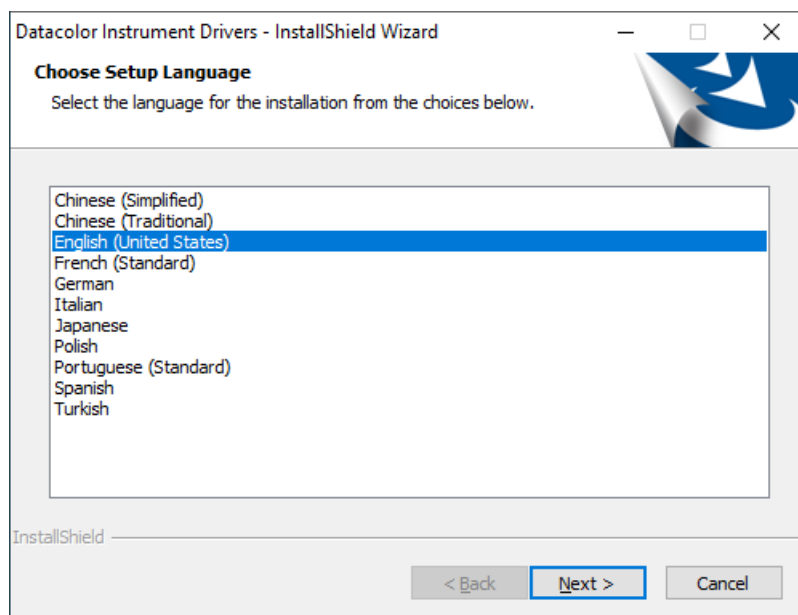 Datacolor Instrument Drivers - InstallShield Wizard
Choose Setup Language
Select the language for the installation from the choices below.
Chinese (Simplified)
Chinese (Traditional)
English (United States)
French (Standard)
German
Italian
Japanese
Polish
Portuguese (Standard)
Spanish
Turkish
InstallShield
< Back
Next >
Cancel